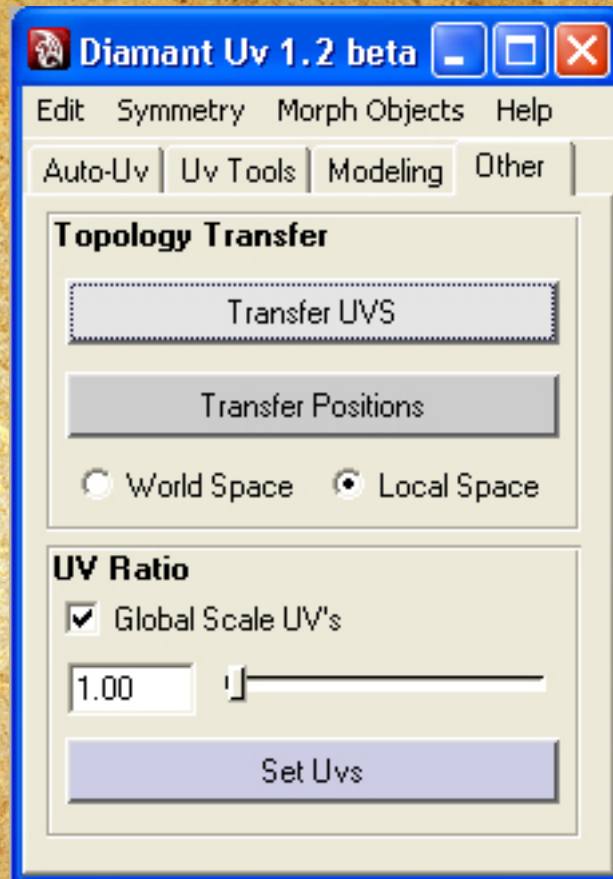 Diamant Uv 1.2 beta
Edit Symmetry Morph Objects Help
Auto-Uv Uv Tools Modeling Other
Topology Transfer
Transfer UVS
Transfer Positions
World Space Local Space
UV Ratio
Global Scale UV's
1.00
Set Uvs